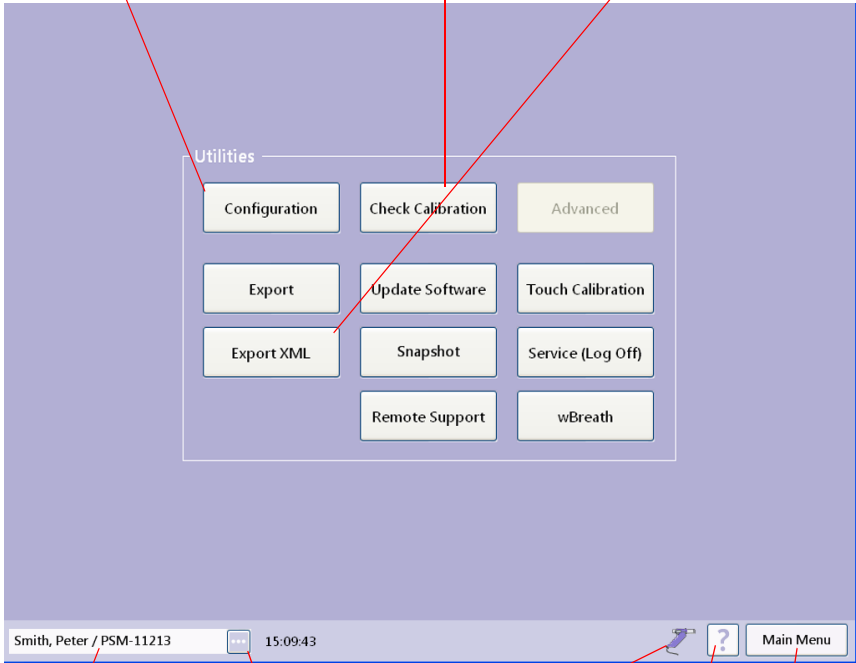 Utilities
Configuration
Check Calibration
Advanced
Export
Update Software
Touch Calibration
Export XML
Snapshot
Service (Log Off)
Remote Support
wBreath
Smith, Peter / PSM-11213
...
15:09:43
?
Main Menu